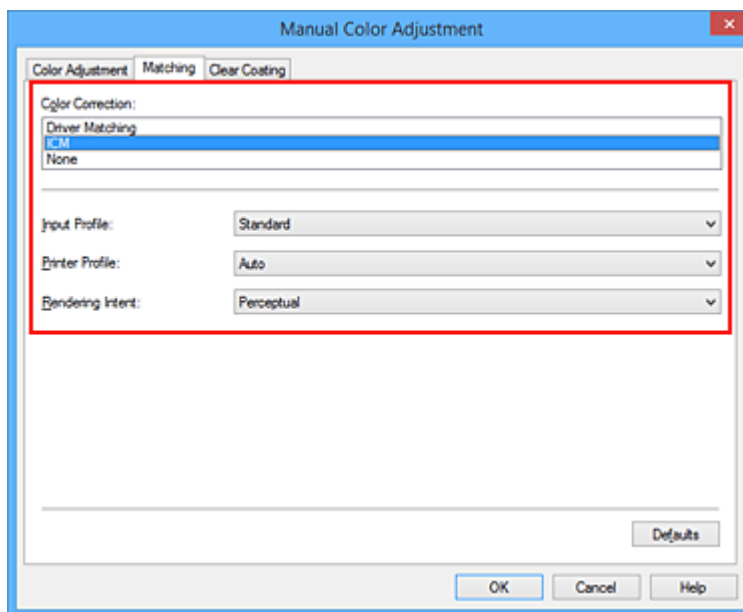 Manual Color Adjustment
Color Adjustment Matching Clear Coating
Color Correction:
Driver Matching
ICM
None
Input Profile: Standard
Printer Profile: Auto
Rendering Intent: Perceptual
Defaults
OK Cancel Help